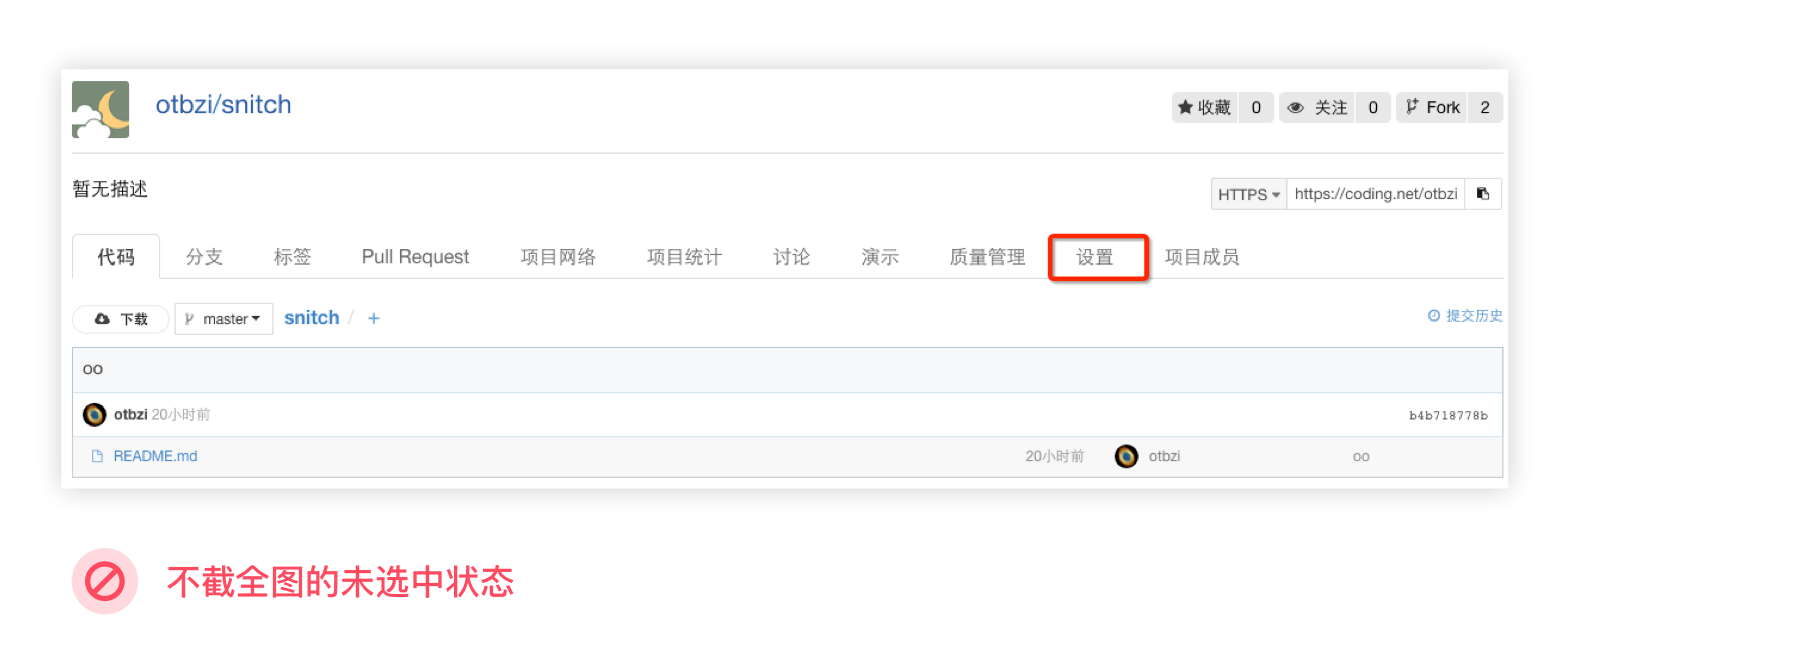 otbzi/snitch
收藏 0 关注 0 Fork 2
暂无描述
HTTPS https://coding.net/otbzi
代码 分支 标签 Pull Request 项目网络 项目统计 讨论 演示 质量管理 设置 项目成员
下载 master snitch / +
提交历史
oo
otbzi 20小时前 b4b718778b
README.md 20小时前 otbzi oo
不截全图的未选中状态